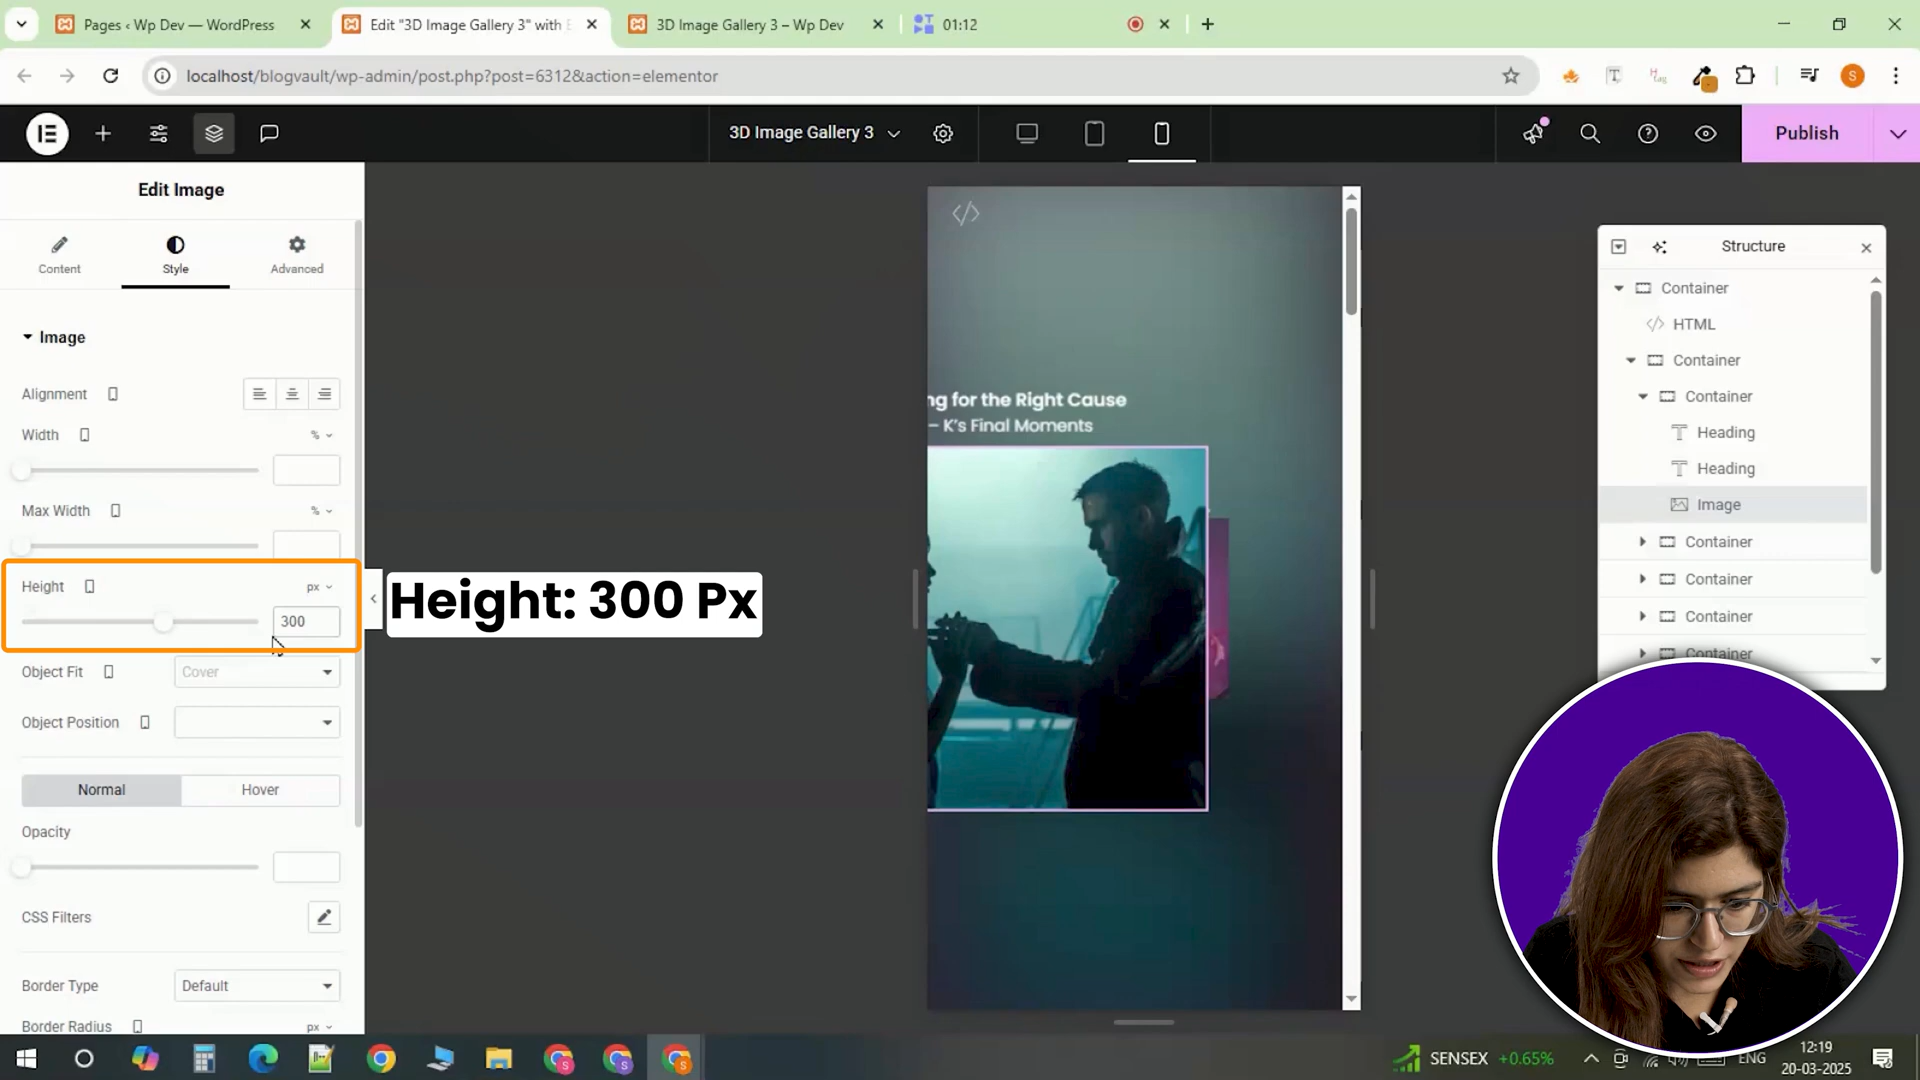 Pages ‹ Wp Dev — WordPress
Edit "3D Image Gallery 3" with E
3D Image Gallery 3 – Wp Dev
01:12
localhost/blogvault/wp-admin/post.php?post=6312&action=elementor
S
3D Image Gallery 3
Publish
Edit Image
Content
Style
Advanced
Image
Alignment
Width
%
Max Width
%
Height
px
300
Height: 300 Px
Object Fit
Cover
Object Position
Normal
Hover
Opacity
CSS Filters
Border Type
Default
Border Radius
px
ng for the Right Cause
– K's Final Moments
Structure
Container
HTML
Container
Container
Heading
Heading
Image
Container
Container
Container
Container
SENSEX +0.65%
ENG
12:19
20-03-2025